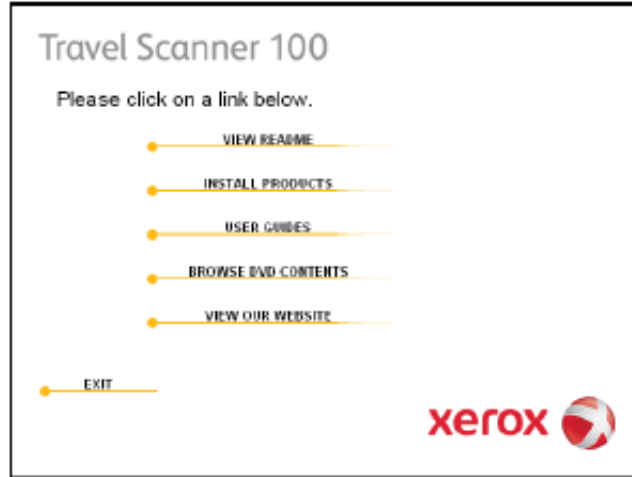 Travel Scanner 100
Please click on a link below.
VIEW README
INSTALL PRODUCTS
USER GUIDES
BROWSE DVD CONTENTS
VIEW OUR WEBSITE
EXIT
xerox